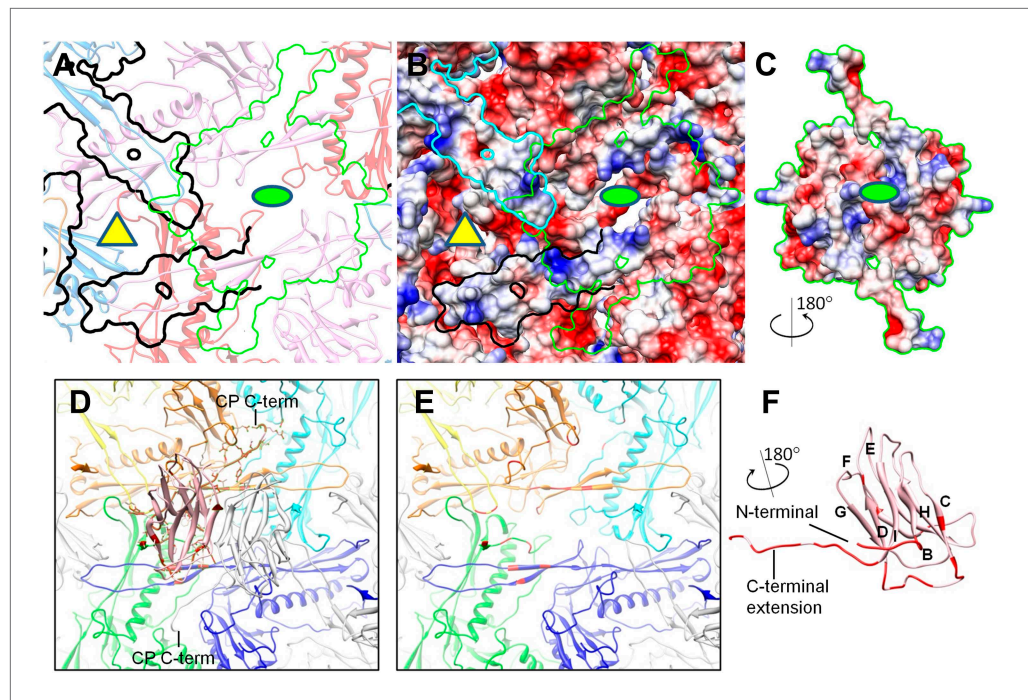 A
B
C
180°
D
CP C-term
CP C-term
E
F
180°
N-terminal
C-terminal
extension
E
F
G
D
I
H
C
B